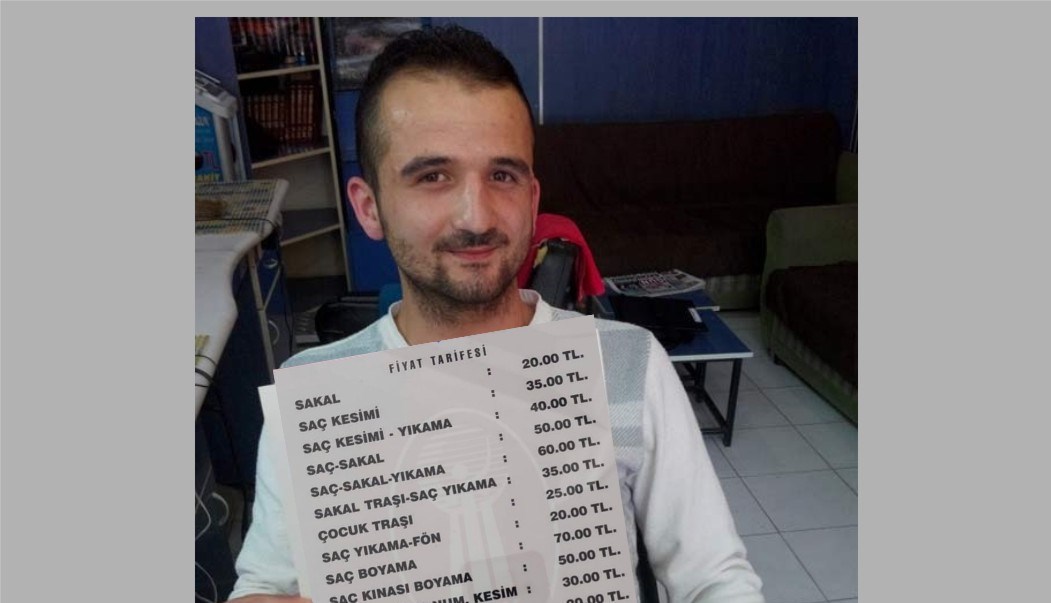 FİYAT TARİFESİ
SAKAL : 20.00 TL.
SAÇ KESİMİ : 35.00 TL.
SAÇ KESİMİ - YIKAMA : 40.00 TL.
SAÇ-SAKAL : 50.00 TL.
SAÇ-SAKAL-YIKAMA : 60.00 TL.
SAKAL TRAŞI-SAÇ YIKAMA : 35.00 TL.
ÇOCUK TRAŞI : 25.00 TL.
SAÇ YIKAMA-FÖN : 20.00 TL.
SAÇ BOYAMA : 70.00 TL.
SAÇ KINASI BOYAMA : 50.00 TL.
KESİM : 30.00 TL.